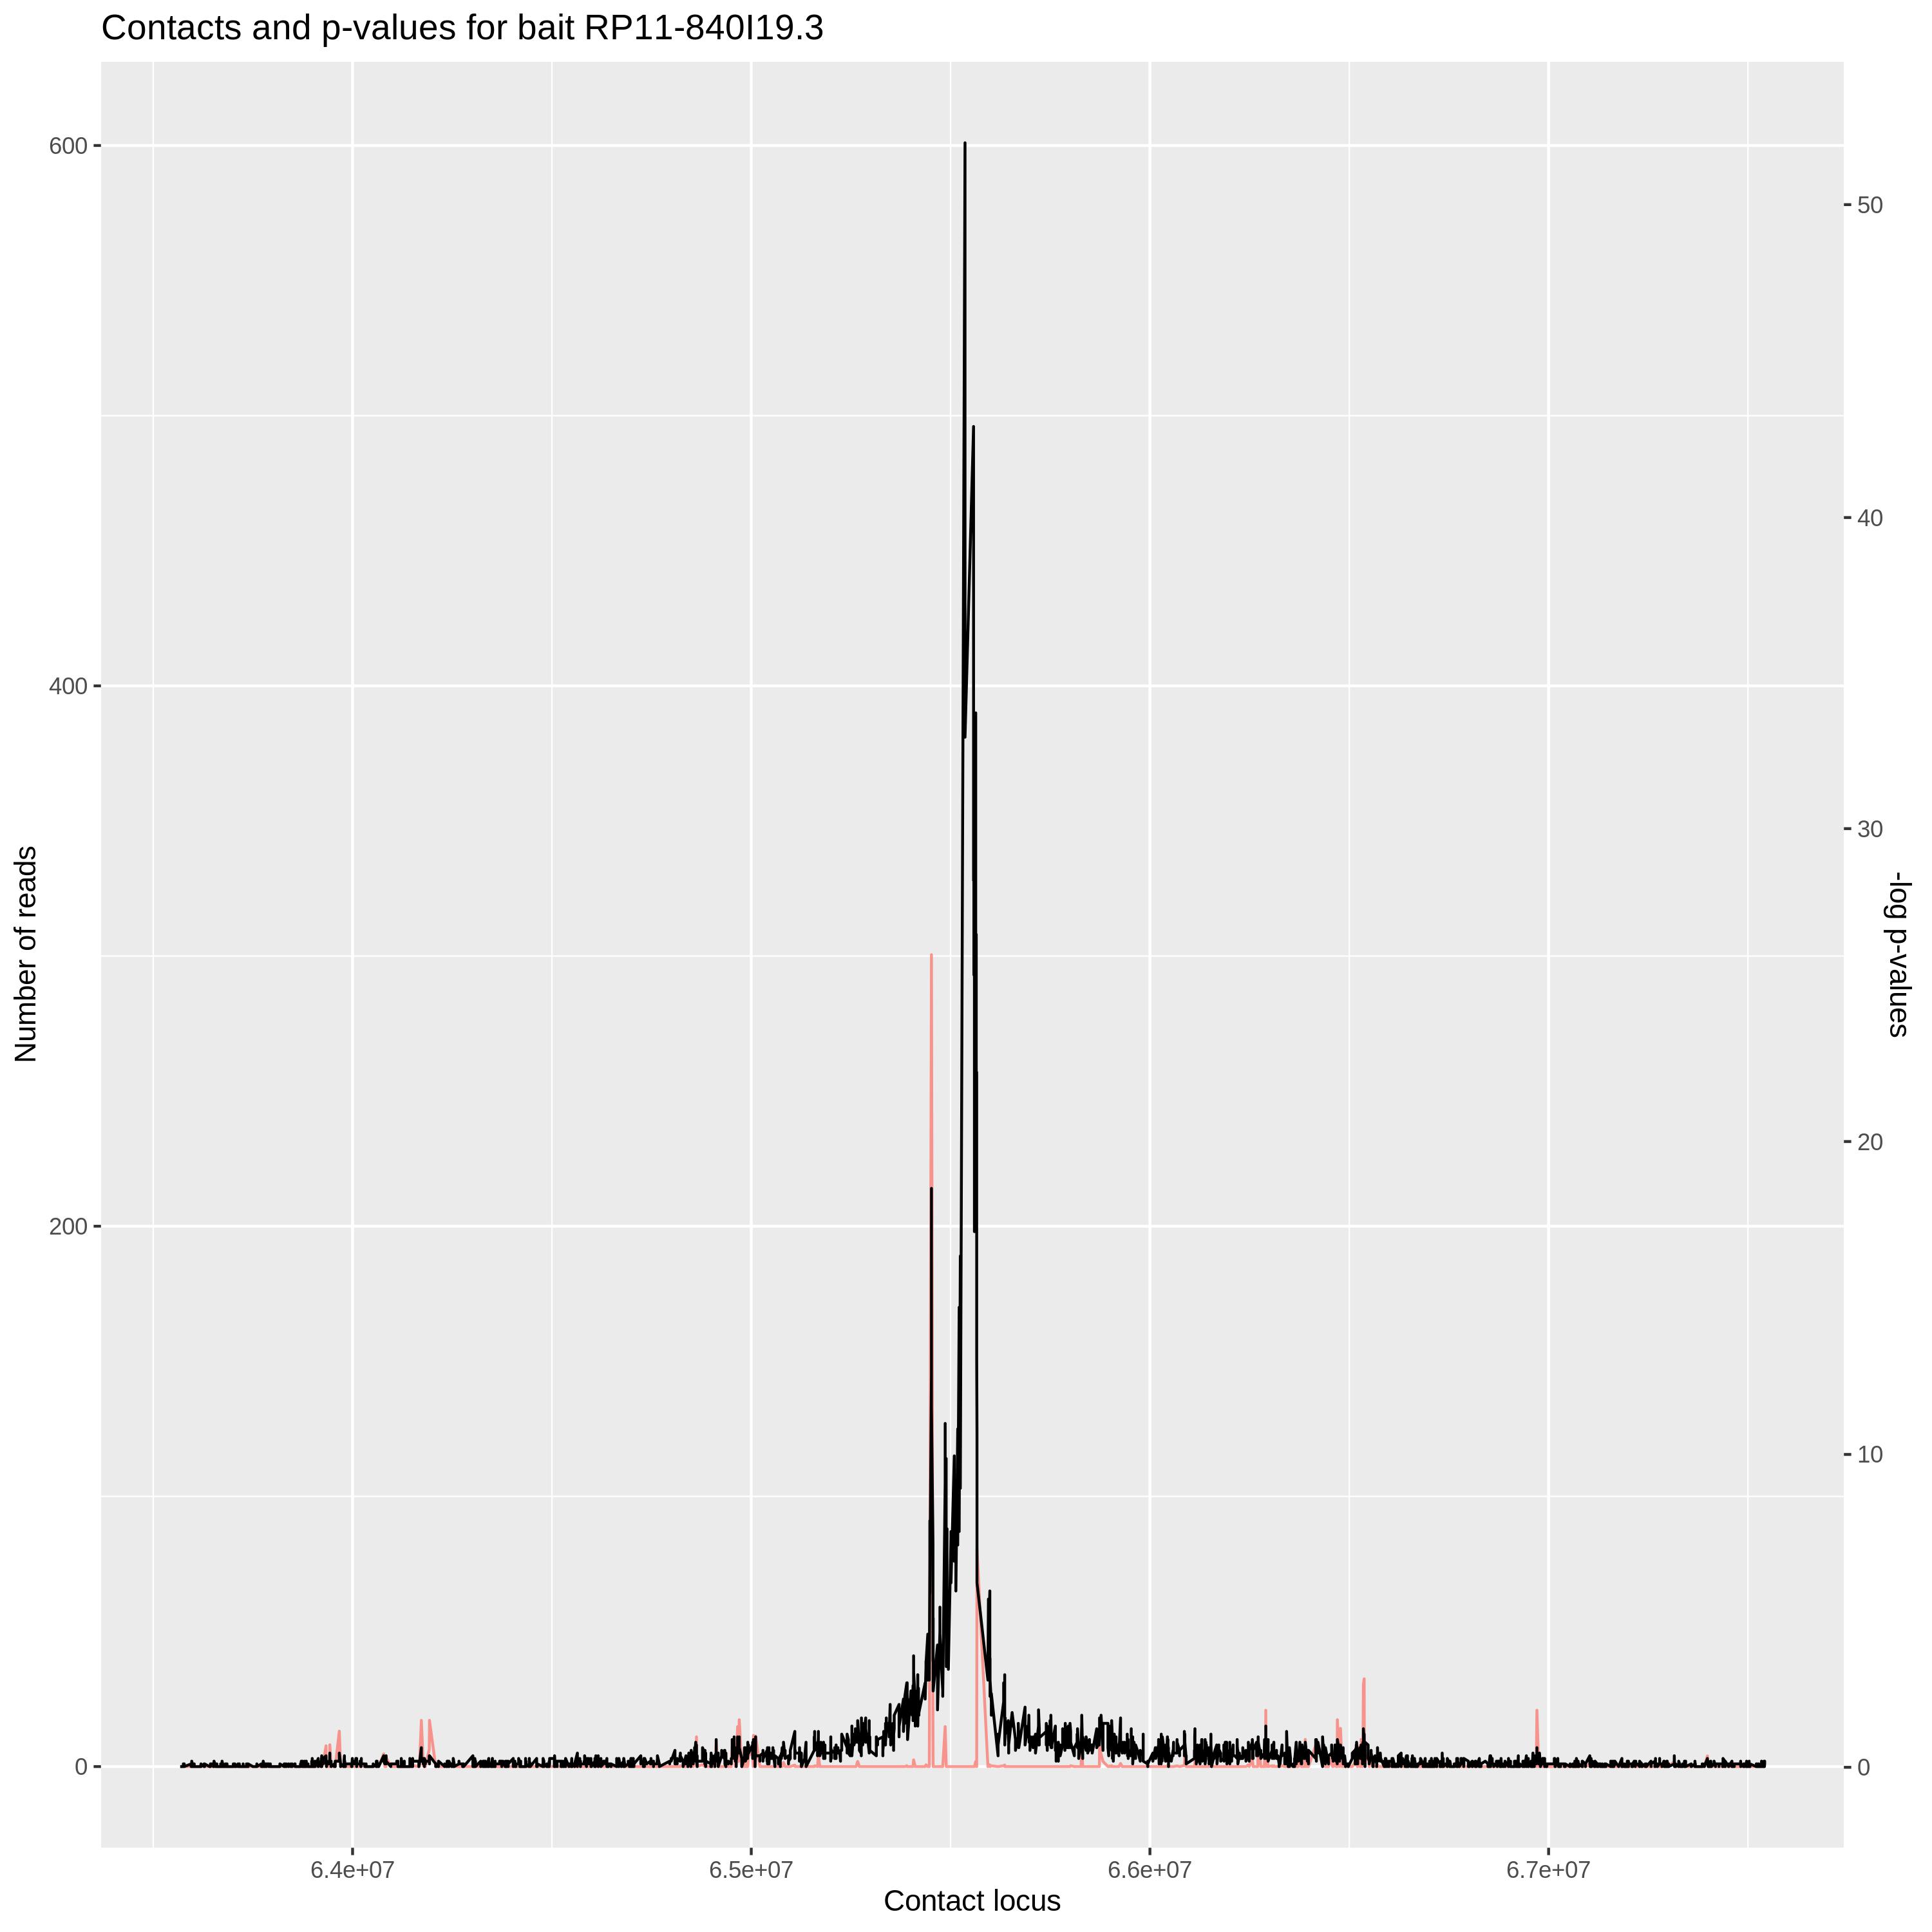 Contacts and p-values for bait RP11-840I19.3
600
400
200
0
Number of reads
50
40
30
20
10
0
-log p-values
6.4e+07
6.5e+07
6.6e+07
6.7e+07
Contact locus